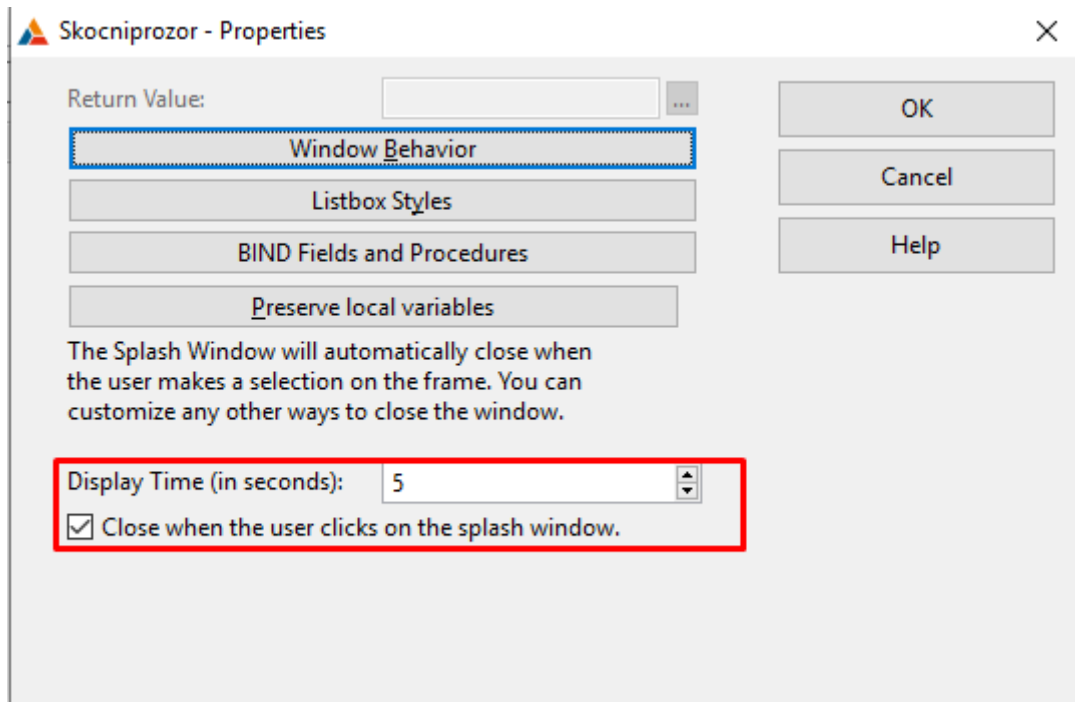 Skocniprozor - Properties
Return Value:
...
OK
Window Behavior
Cancel
Listbox Styles
Help
BIND Fields and Procedures
Preserve local variables
The Splash Window will automatically close when
the user makes a selection on the frame. You can
customize any other ways to close the window.
Display Time (in seconds): 5
Close when the user clicks on the splash window.